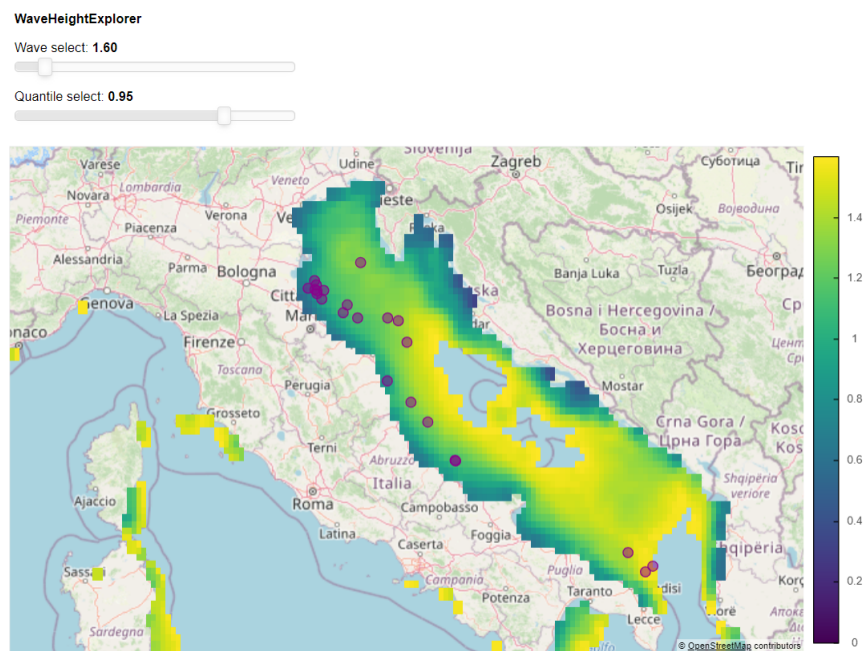 WaveHeightExplorer
Wave select: 1.60
Quantile select: 0.95
Slovenija
Varese
Udine
Zagreb
Суботица
Novara
Lombardia
Veneto
Osijek
Војводина
Piemonte
Piacenza
Verona
Alessandria
Parma
Bologna
Banja Luka
Tuzla
Београд
Genova
La Spezia
Bosna i Hercegovina /
Босна и
Херцеговина
Firenze
Toscana
Perugia
Mostar
Grosseto
Crna Gora /
Црна Гора
Terni
Abruzzo
Italia
Shqipëria
veriore
Ajaccio
Roma
Campobasso
Latina
Foggia
Caserta
Puglia
Campania
Taranto
Potenza
Lecce
Sardegna
© OpenStreetMap contributors
1.4
1.2
1
0.8
0.6
0.4
0.2
0